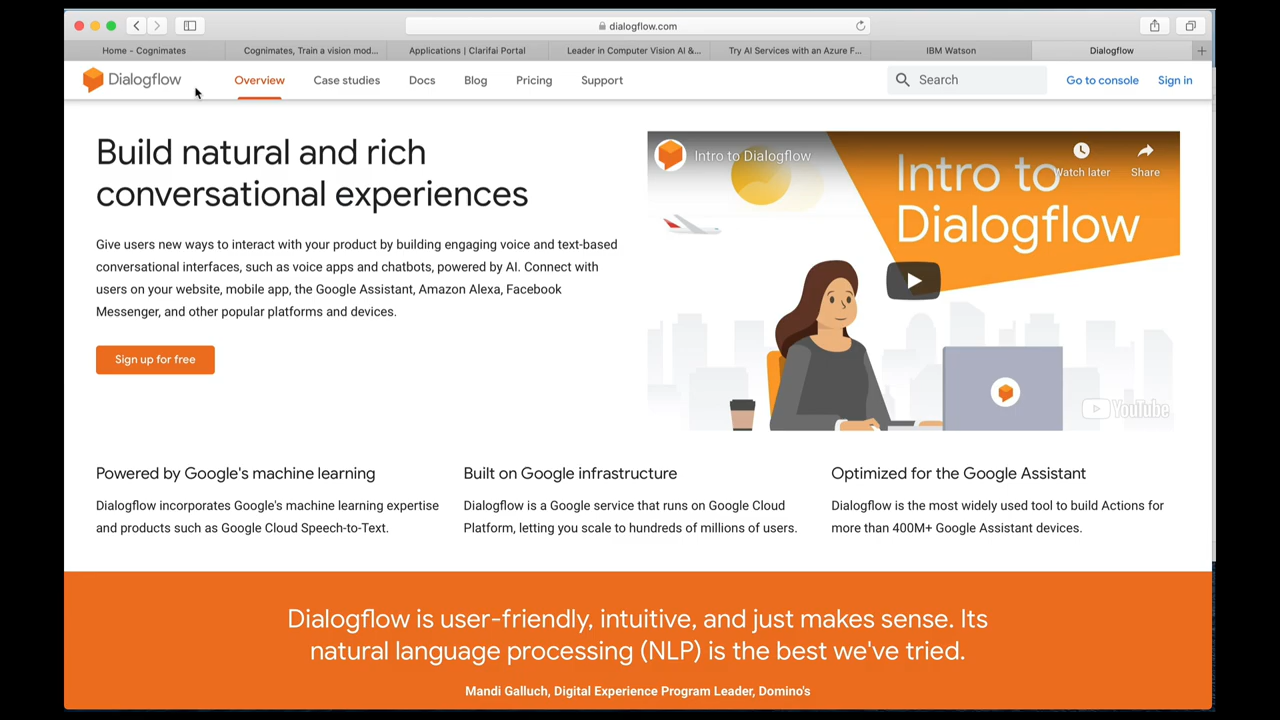 dialogflow.com
Home - Cognimates
Cognimates, Train a vision mod...
Applications | Clarifai Portal
Leader in Computer Vision AI &...
Try AI Services with an Azure F...
IBM Watson
Dialogflow
Dialogflow
Overview
Case studies
Docs
Blog
Pricing
Support
Search
Go to console
Sign in
Build natural and rich
conversational experiences
Give users new ways to interact with your product by building engaging voice and text-based
conversational interfaces, such as voice apps and chatbots, powered by AI. Connect with
users on your website, mobile app, the Google Assistant, Amazon Alexa, Facebook
Messenger, and other popular platforms and devices.
Sign up for free
Intro to Dialogflow
Watch later
Share
Intro to
Dialogflow
YouTube
Powered by Google's machine learning
Dialogflow incorporates Google's machine learning expertise
and products such as Google Cloud Speech-to-Text.
Built on Google infrastructure
Dialogflow is a Google service that runs on Google Cloud
Platform, letting you scale to hundreds of millions of users.
Optimized for the Google Assistant
Dialogflow is the most widely used tool to build Actions for
more than 400M+ Google Assistant devices.
Dialogflow is user-friendly, intuitive, and just makes sense. Its
natural language processing (NLP) is the best we've tried.
Mandi Galluch, Digital Experience Program Leader, Domino's